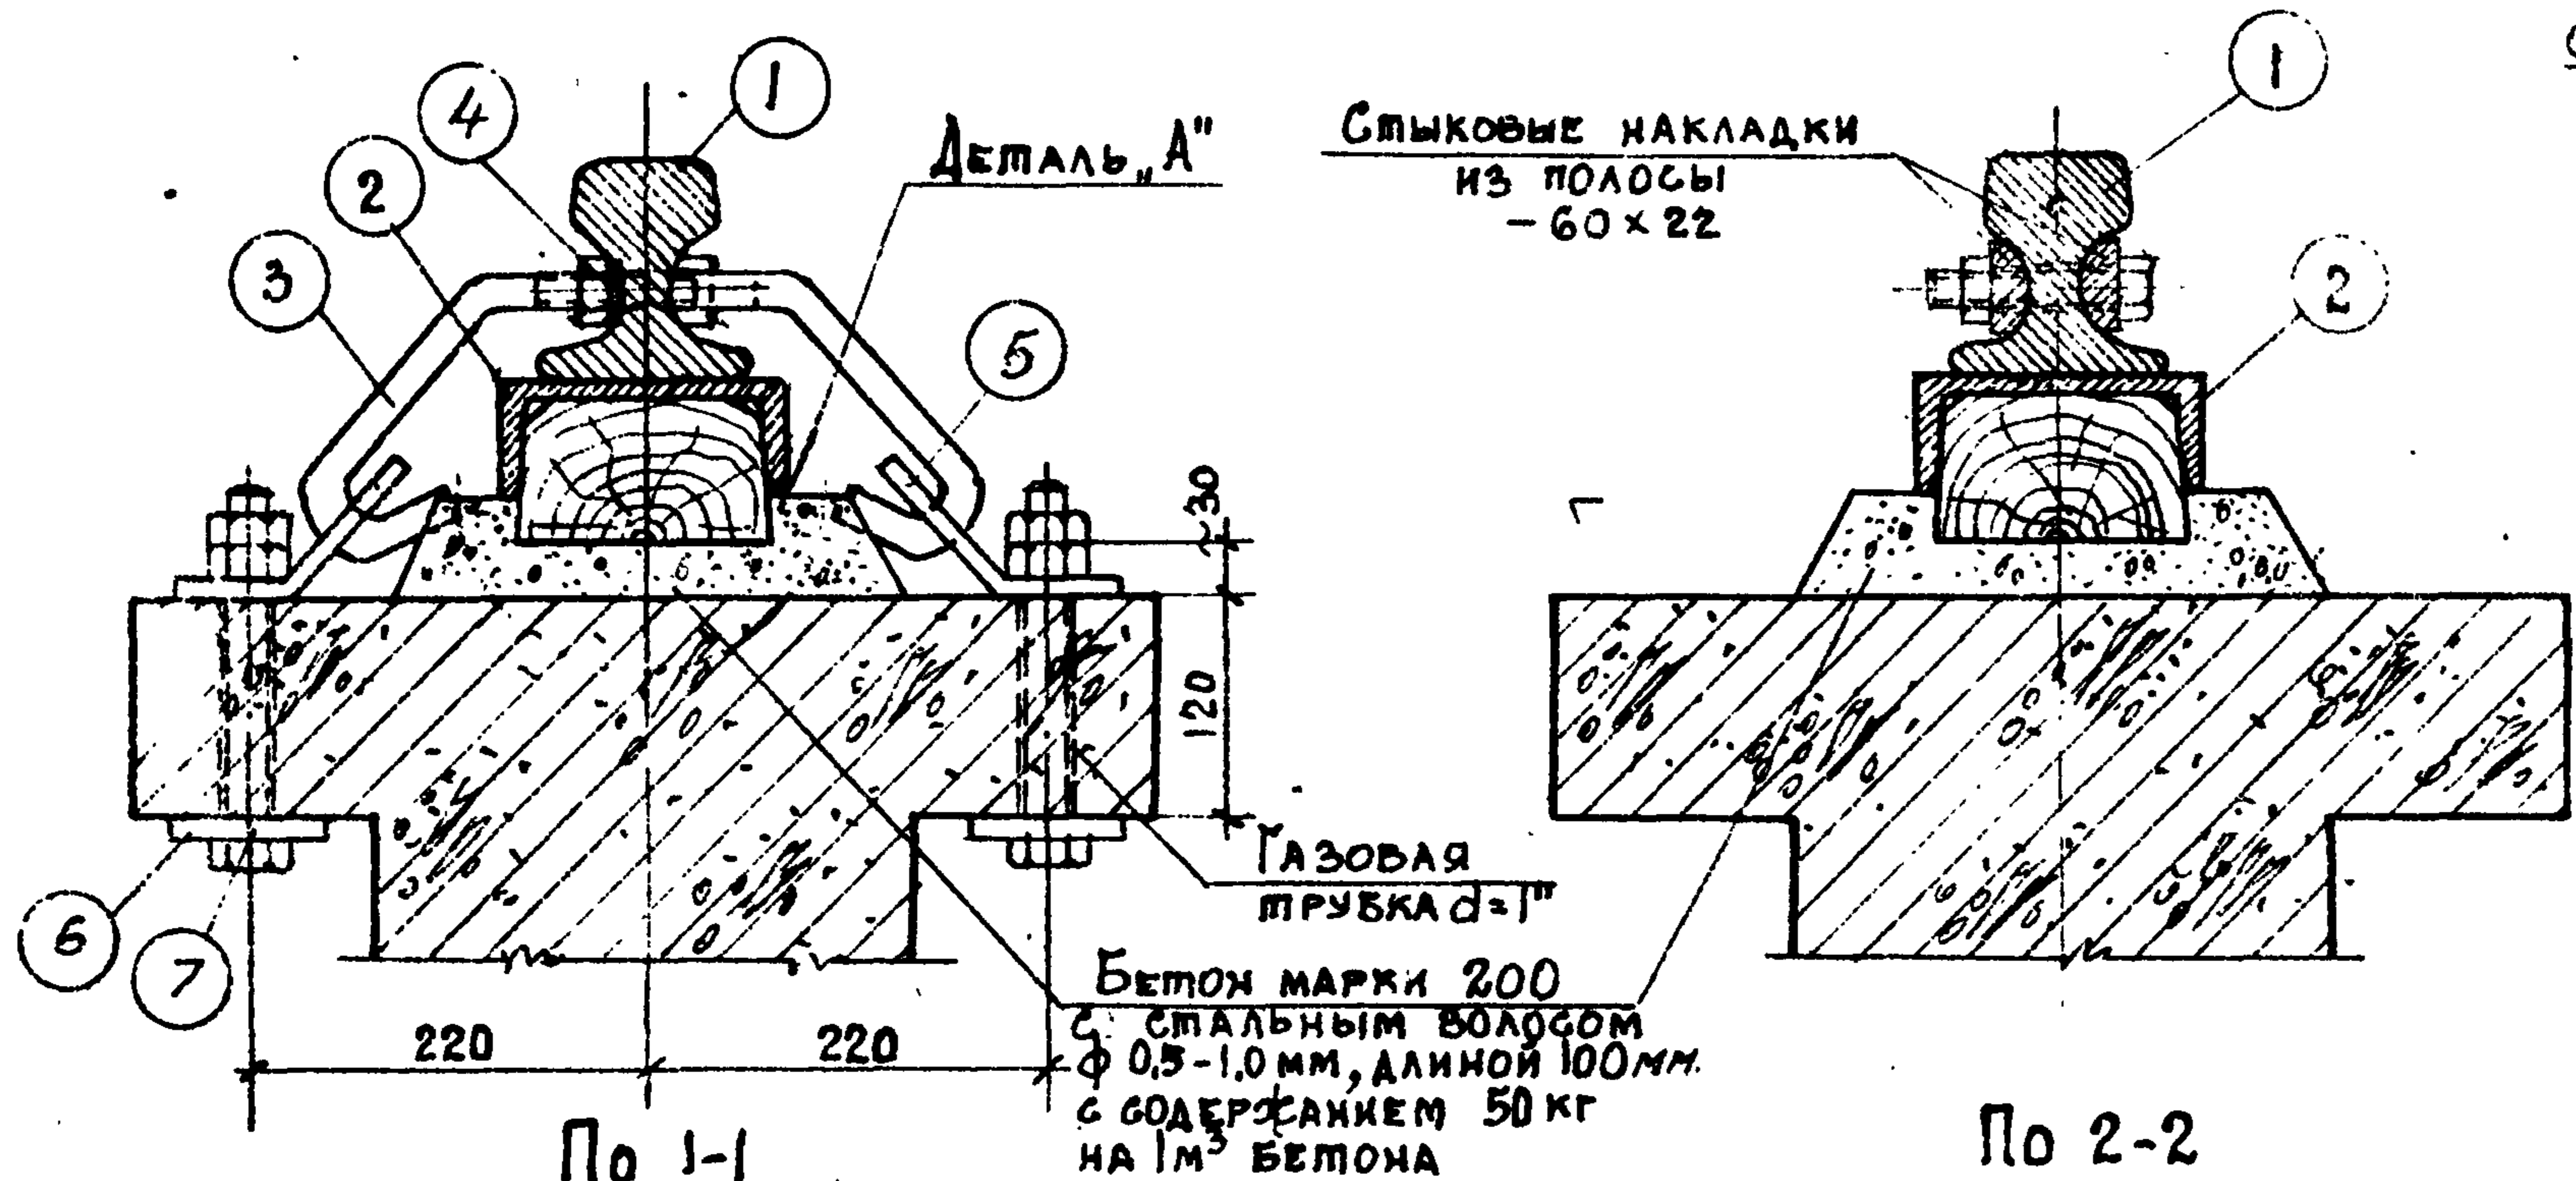 1
4
2
3
5
6
7
Деталь „А"
Стыковые накладки
из полосы
- 60 × 22
1
2
~30
120
Газовая
трубка d=1"
Бетон марки 200
с стальным волосом
ϕ 0,5-1,0 мм, длиной 100 мм.
с содержанием 50 кг
на 1м³ бетона
220
220
По 1-1
По 2-2